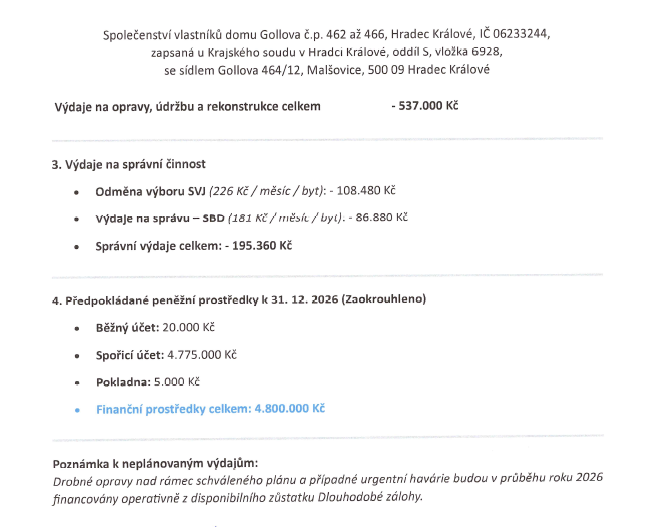 Společenství vlastníků domu Gollova č.p. 462 až 466, Hradec Králové, IČ 06233244,
zapsaná u Krajského soudu v Hradci Králové, oddíl S, vložka 6928,
se sídlem Gollova 464/12, Malšovice, 500 09 Hradec Králové
Výdaje na opravy, údržbu a rekonstrukce celkem - 537.000 Kč
3. Výdaje na správní činnost
• Odměna výboru SVJ (226 Kč / měsíc / byt): - 108.480 Kč
• Výdaje na správu – SBD (181 Kč / měsíc / byt). - 86.880 Kč
• Správní výdaje celkem: - 195.360 Kč
4. Předpokládané peněžní prostředky k 31. 12. 2026 (Zaokrouhleno)
• Běžný účet: 20.000 Kč
• Spořicí účet: 4.775.000 Kč
• Pokladna: 5.000 Kč
• Finanční prostředky celkem: 4.800.000 Kč
Poznámka k neplánovaným výdajům:
Drobné opravy nad rámec schváleného plánu a případné urgentní havárie budou v průběhu roku 2026
financovány operativně z disponibilního zůstatku Dlouhodobé zálohy.